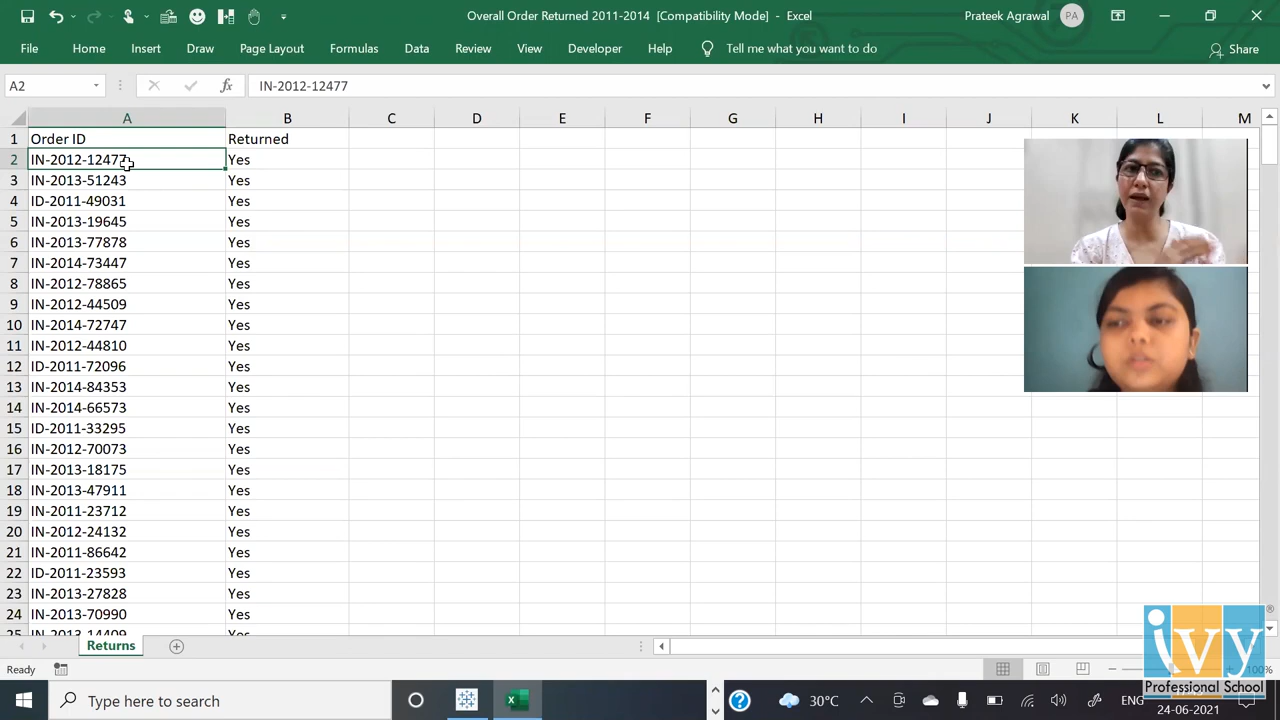 Overall Order Returned 2011-2014 [Compatibility Mode] - Excel
Prateek Agrawal
PA
File Home Insert Draw Page Layout Formulas Data Review View Developer Help Tell me what you want to do Share
A2 fx IN-2012-12477
A B C D E F G H I J K L M
1 Order ID Returned
2 IN-2012-12477 Yes
3 IN-2013-51243 Yes
4 ID-2011-49031 Yes
5 IN-2013-19645 Yes
6 IN-2013-77878 Yes
7 IN-2014-73447 Yes
8 IN-2012-78865 Yes
9 IN-2012-44509 Yes
10 IN-2014-72747 Yes
11 IN-2012-44810 Yes
12 ID-2011-72096 Yes
13 IN-2014-84353 Yes
14 IN-2014-66573 Yes
15 ID-2011-33295 Yes
16 IN-2012-70073 Yes
17 IN-2013-18175 Yes
18 IN-2013-47911 Yes
19 IN-2011-23712 Yes
20 IN-2012-24132 Yes
21 IN-2011-86642 Yes
22 ID-2011-23593 Yes
23 IN-2013-27828 Yes
24 IN-2013-70990 Yes
25 IN-2013-14409 Yes
Returns
Ready
100%
ivy
Professional School
Type here to search
30°C
ENG
24-06-2021